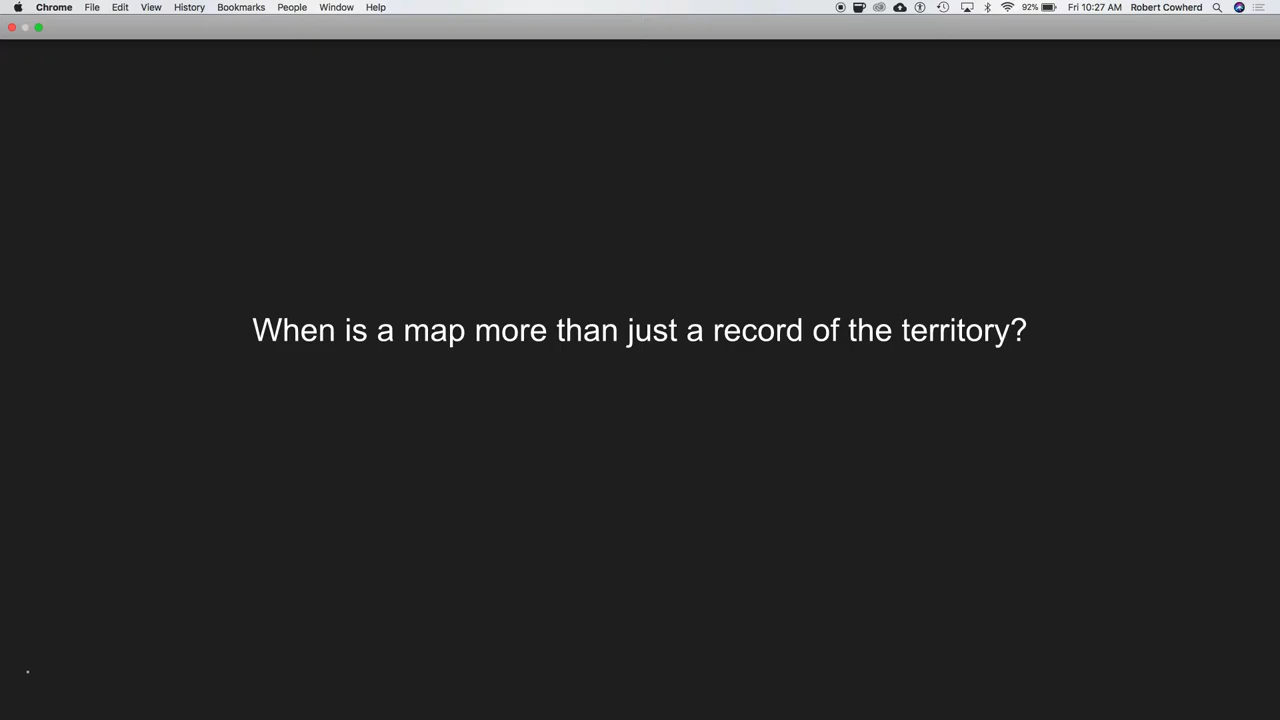 Chrome File Edit View History Bookmarks People Window Help 92% Fri 10:27 AM Robert Cowherd
When is a map more than just a record of the territory?